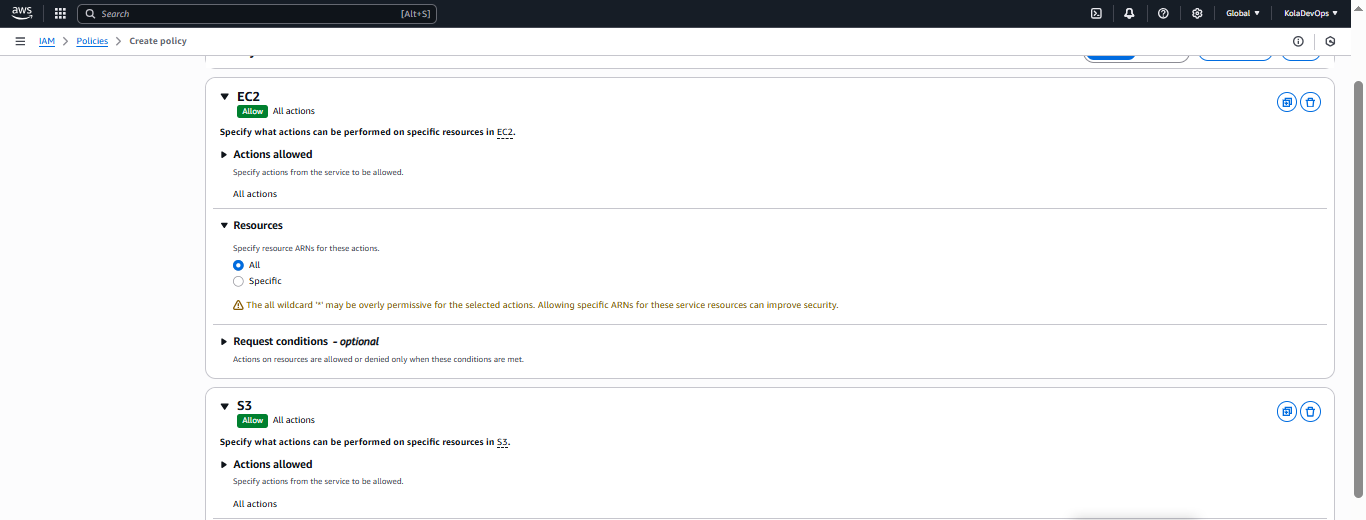 aws Search [Alt+S] Global KolaDevOps
IAM > Policies > Create policy
EC2
Allow All actions
Specify what actions can be performed on specific resources in EC2.
Actions allowed
Specify actions from the service to be allowed.
All actions
Resources
Specify resource ARNs for these actions.
All
Specific
The all wildcard '*' may be overly permissive for the selected actions. Allowing specific ARNs for these service resources can improve security.
Request conditions - optional
Actions on resources are allowed or denied only when these conditions are met.
S3
Allow All actions
Specify what actions can be performed on specific resources in S3.
Actions allowed
Specify actions from the service to be allowed.
All actions